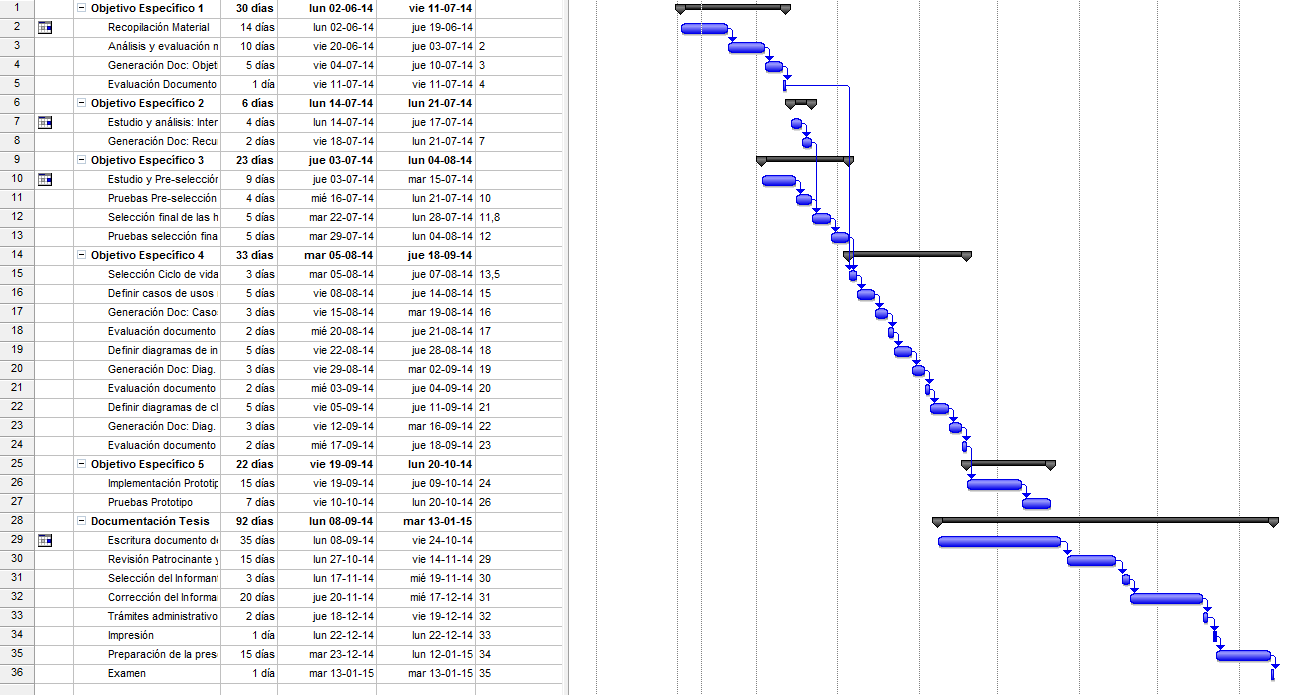 1 Objetivo Específico 1 30 días lun 02-06-14 vie 11-07-14
2 Recopilación Material 14 días lun 02-06-14 jue 19-06-14
3 Análisis y evaluación 10 días vie 20-06-14 jue 03-07-14 2
4 Generación Doc: Objet 5 días vie 04-07-14 jue 10-07-14 3
5 Evaluación Documento 1 día vie 11-07-14 vie 11-07-14 4
6 Objetivo Específico 2 6 días lun 14-07-14 lun 21-07-14
7 Estudio y análisis: Inter 4 días lun 14-07-14 jue 17-07-14
8 Generación Doc: Recu 2 días vie 18-07-14 lun 21-07-14 7
9 Objetivo Específico 3 23 días jue 03-07-14 lun 04-08-14
10 Estudio y Pre-selección 9 días jue 03-07-14 mar 15-07-14
11 Pruebas Pre-selección 4 días mié 16-07-14 lun 21-07-14 10
12 Selección final de las h 5 días mar 22-07-14 lun 28-07-14 11,8
13 Pruebas selección fina 5 días mar 29-07-14 lun 04-08-14 12
14 Objetivo Específico 4 33 días mar 05-08-14 jue 18-09-14
15 Selección Ciclo de vida 3 días mar 05-08-14 jue 07-08-14 13,5
16 Definir casos de usos 5 días vie 08-08-14 jue 14-08-14 15
17 Generación Doc: Caso 3 días vie 15-08-14 mar 19-08-14 16
18 Evaluación documento 2 días mié 20-08-14 jue 21-08-14 17
19 Definir diagramas de in 5 días vie 22-08-14 jue 28-08-14 18
20 Generación Doc: Diag. 3 días vie 29-08-14 mar 02-09-14 19
21 Evaluación documento 2 días mié 03-09-14 jue 04-09-14 20
22 Definir diagramas de cl 5 días vie 05-09-14 jue 11-09-14 21
23 Generación Doc: Diag. 3 días vie 12-09-14 mar 16-09-14 22
24 Evaluación documento 2 días mié 17-09-14 jue 18-09-14 23
25 Objetivo Específico 5 22 días vie 19-09-14 lun 20-10-14
26 Implementación Prototip 15 días vie 19-09-14 jue 09-10-14 24
27 Pruebas Prototipo 7 días vie 10-10-14 lun 20-10-14 26
28 Documentación Tesis 92 días lun 08-09-14 mar 13-01-15
29 Escritura documento de 35 días lun 08-09-14 vie 24-10-14
30 Revisión Patrocinante y 15 días lun 27-10-14 vie 14-11-14 29
31 Selección del Informan 3 días lun 17-11-14 mié 19-11-14 30
32 Corrección del Informa 20 días jue 20-11-14 mié 17-12-14 31
33 Trámites administrativo 2 días jue 18-12-14 vie 19-12-14 32
34 Impresión 1 día lun 22-12-14 lun 22-12-14 33
35 Preparación de la pres 15 días mar 23-12-14 lun 12-01-15 34
36 Examen 1 día mar 13-01-15 mar 13-01-15 35